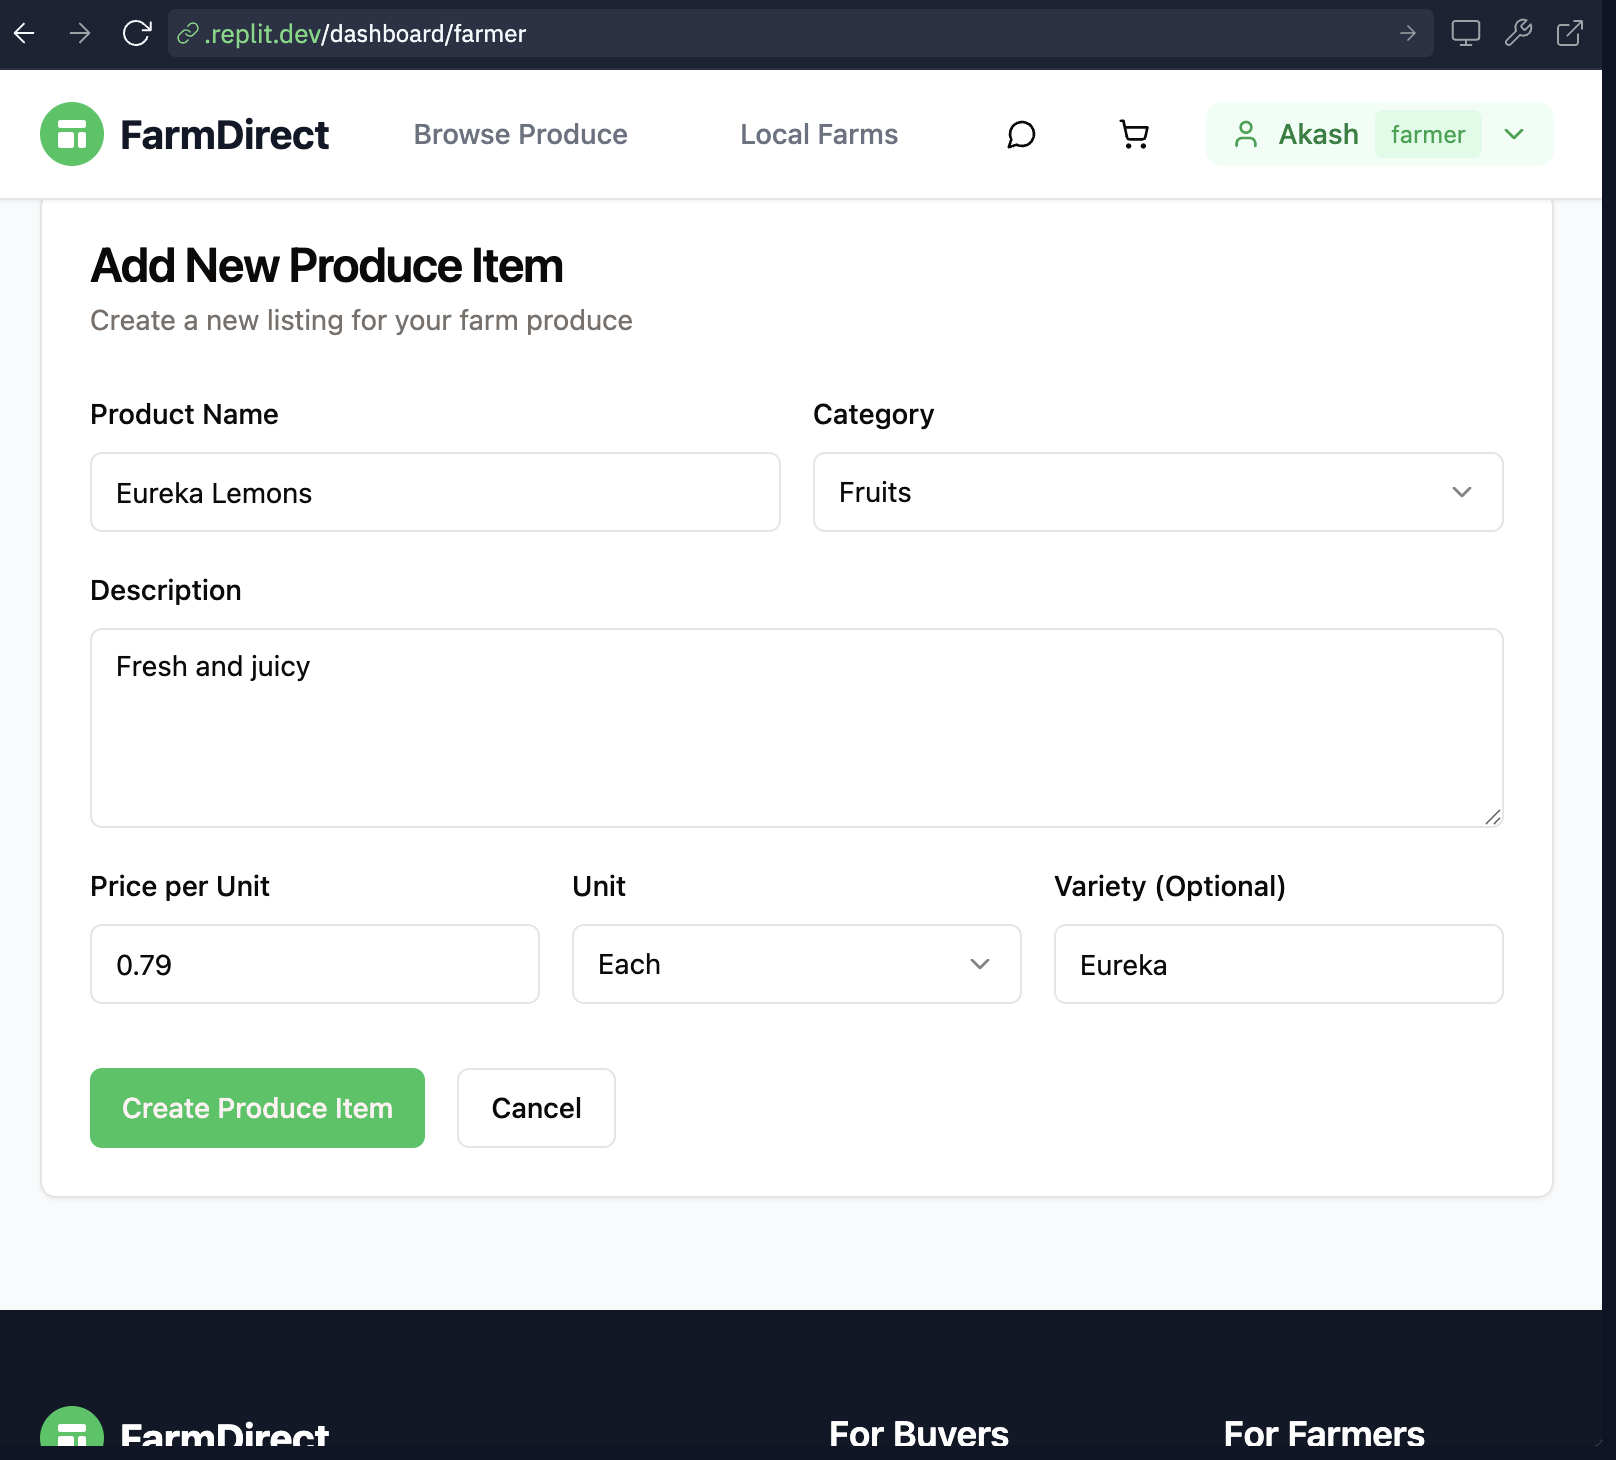 .replit.dev/dashboard/farmer
FarmDirect
Browse Produce
Local Farms
Akash
farmer
Add New Produce Item
Create a new listing for your farm produce
Product Name
Category
Eureka Lemons
Fruits
Description
Fresh and juicy
Price per Unit
Unit
Variety (Optional)
0.79
Each
Eureka
Create Produce Item
Cancel
FarmDirect
For Buyers
For Farmers